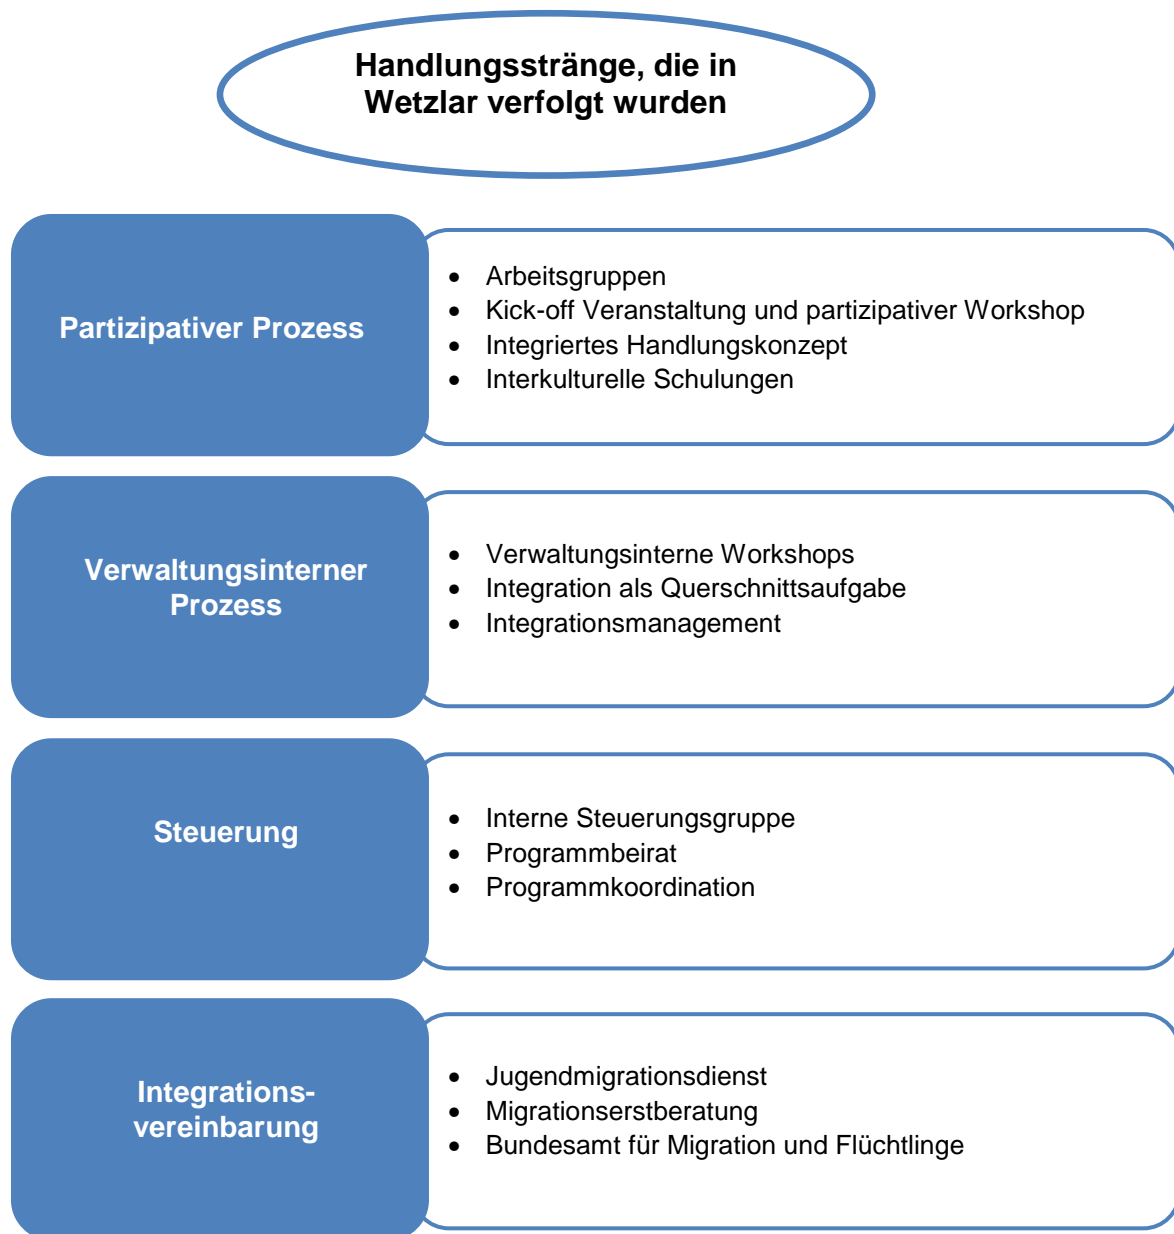 Handlungsstränge, die in
Wetzlar verfolgt wurden
Partizipativer Prozess
• Arbeitsgruppen
• Kick-off Veranstaltung und partizipativer Workshop
• Integriertes Handlungskonzept
• Interkulturelle Schulungen
Verwaltungsinterner
Prozess
• Verwaltungsinterne Workshops
• Integration als Querschnittsaufgabe
• Integrationsmanagement
Steuerung
• Interne Steuerungsgruppe
• Programmbeirat
• Programmkoordination
Integrations-
vereinbarung
• Jugendmigrationsdienst
• Migrationserstberatung
• Bundesamt für Migration und Flüchtlinge